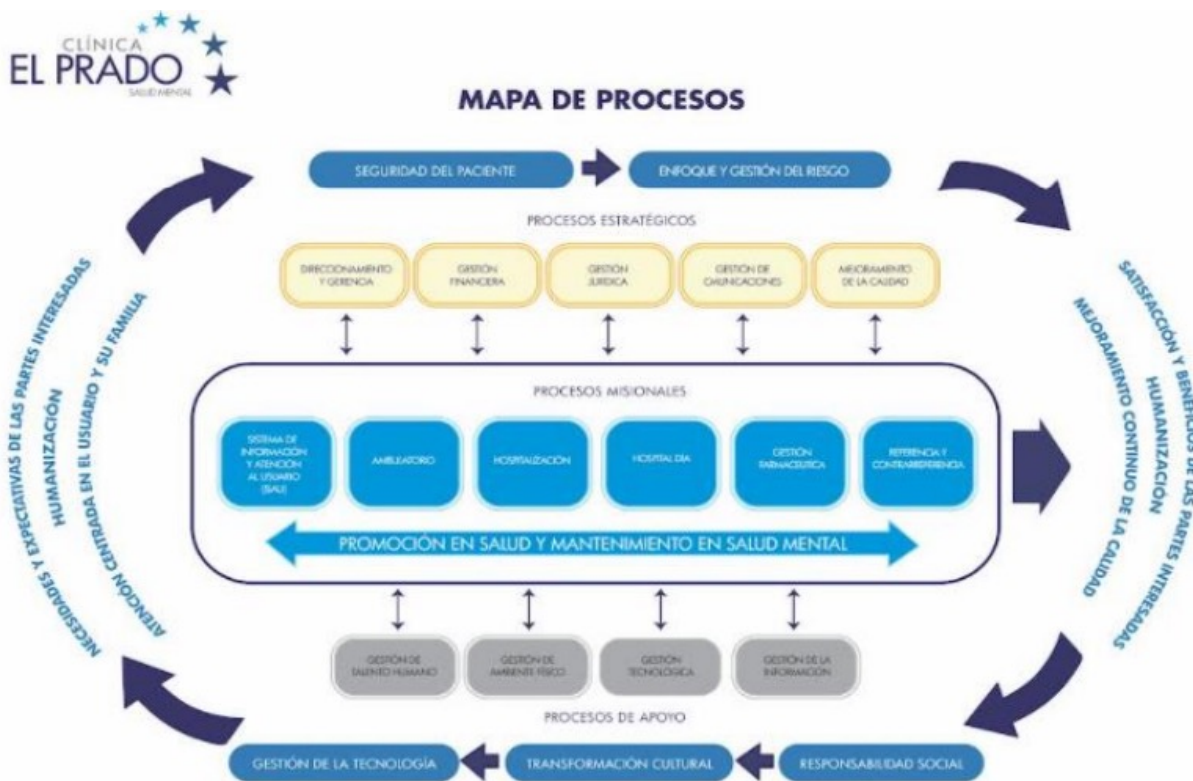 CLÍNICA
EL PRADO
SALUD MENTAL
MAPA DE PROCESOS
SEGURIDAD DEL PACIENTE
ENFOQUE Y GESTIÓN DEL RIESGO
PROCESOS ESTRATÉGICOS
DIRECCIONAMIENTO
Y GERENCIA
GESTIÓN
FINANCIERA
GESTIÓN
JURÍDICA
GESTIÓN DE
CMUNICACIONES
MEJORAMIENTO
DE LA CALIDAD
NECESIDADES Y EXPECTATIVAS DE LAS PARTES INTERESADAS
HUMANIZACIÓN
ATENCIÓN CENTRADA EN EL USUARIO Y SU FAMILIA
PROCESOS MISIONALES
SISTEMA DE
INFORMACIÓN
Y ATENCIÓN
AL USUARIO
(SIAU)
AMBULATORIO
HOSPITALIZACIÓN
HOSPITAL DÍA
GESTIÓN
FARMACEUTICA
REFERENCIA Y
CONTRARREFERENCIA
PROMOCIÓN EN SALUD Y MANTENIMIENTO EN SALUD MENTAL
SATISFACCIÓN Y BENEFICIOS DE LAS PARTES INTERESADAS
HUMANIZACIÓN
MEJORAMIENTO CONTINUO DE LA CALIDAD
GESTIÓN DE
TALENTO HUMANO
GESTIÓN DE
AMBIENTE FÍSICO
GESTIÓN
TECNOLÓGICA
GESTIÓN DE LA
INFORMACIÓN
PROCESOS DE APOYO
GESTIÓN DE LA TECNOLOGÍA
TRANSFORMACIÓN CULTURAL
RESPONSABILIDAD SOCIAL